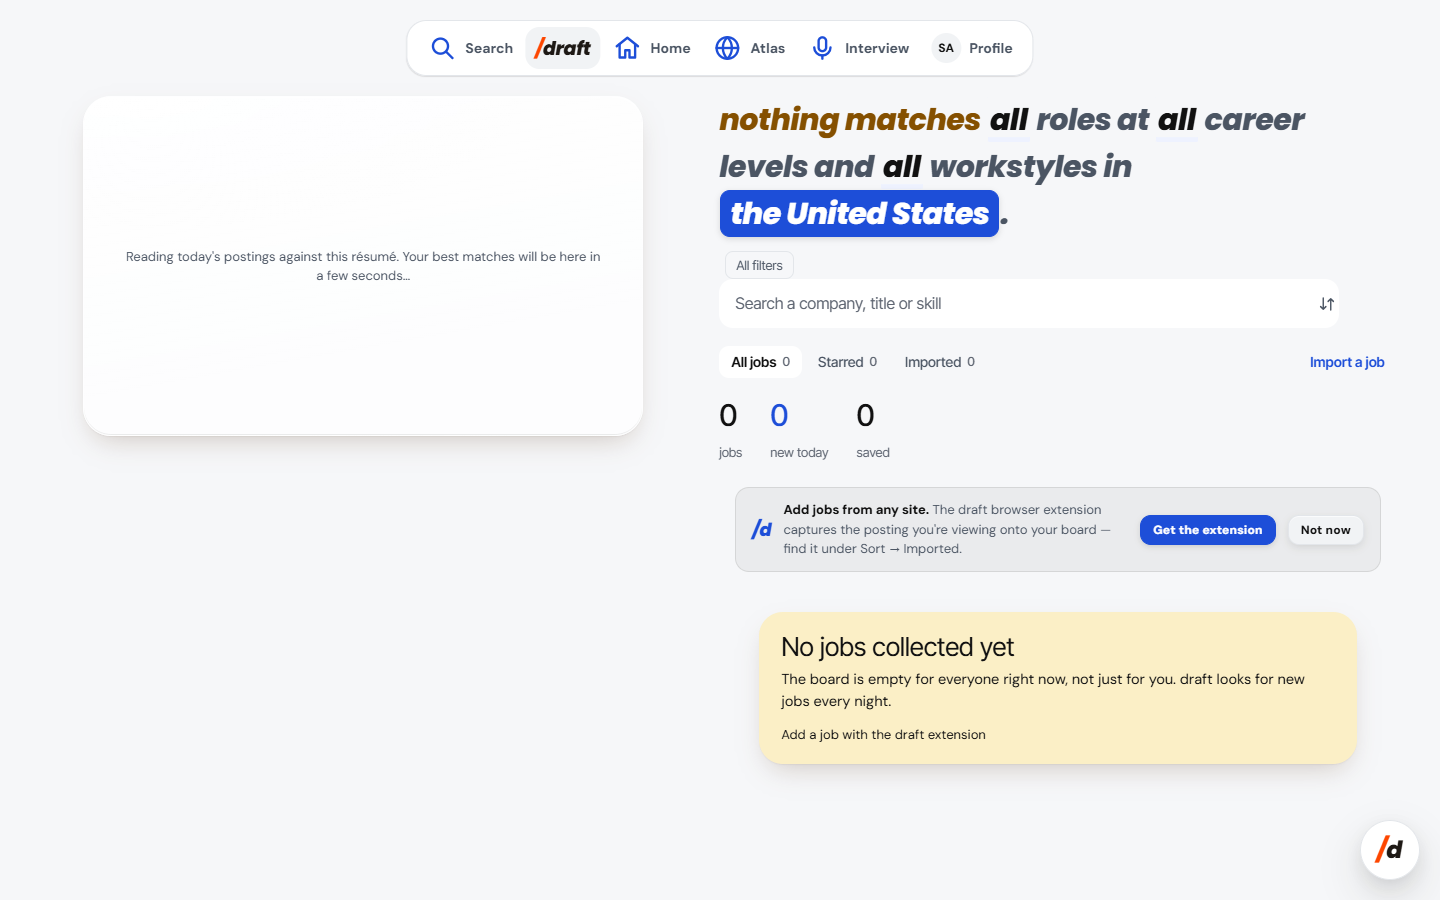 Search
/draft
Home
Atlas
Interview
SA
Profile
Reading today's postings against this résumé. Your best matches will be here in
a few seconds…
nothing matches all roles at all career
levels and all workstyles in
the United States.
All filters
Search a company, title or skill
All jobs 0
Starred 0
Imported 0
Import a job
0
0
0
jobs
new today
saved
/d
Add jobs from any site. The draft browser extension
captures the posting you're viewing onto your board —
find it under Sort → Imported.
Get the extension
Not now
No jobs collected yet
The board is empty for everyone right now, not just for you. draft looks for new
jobs every night.
Add a job with the draft extension
/d